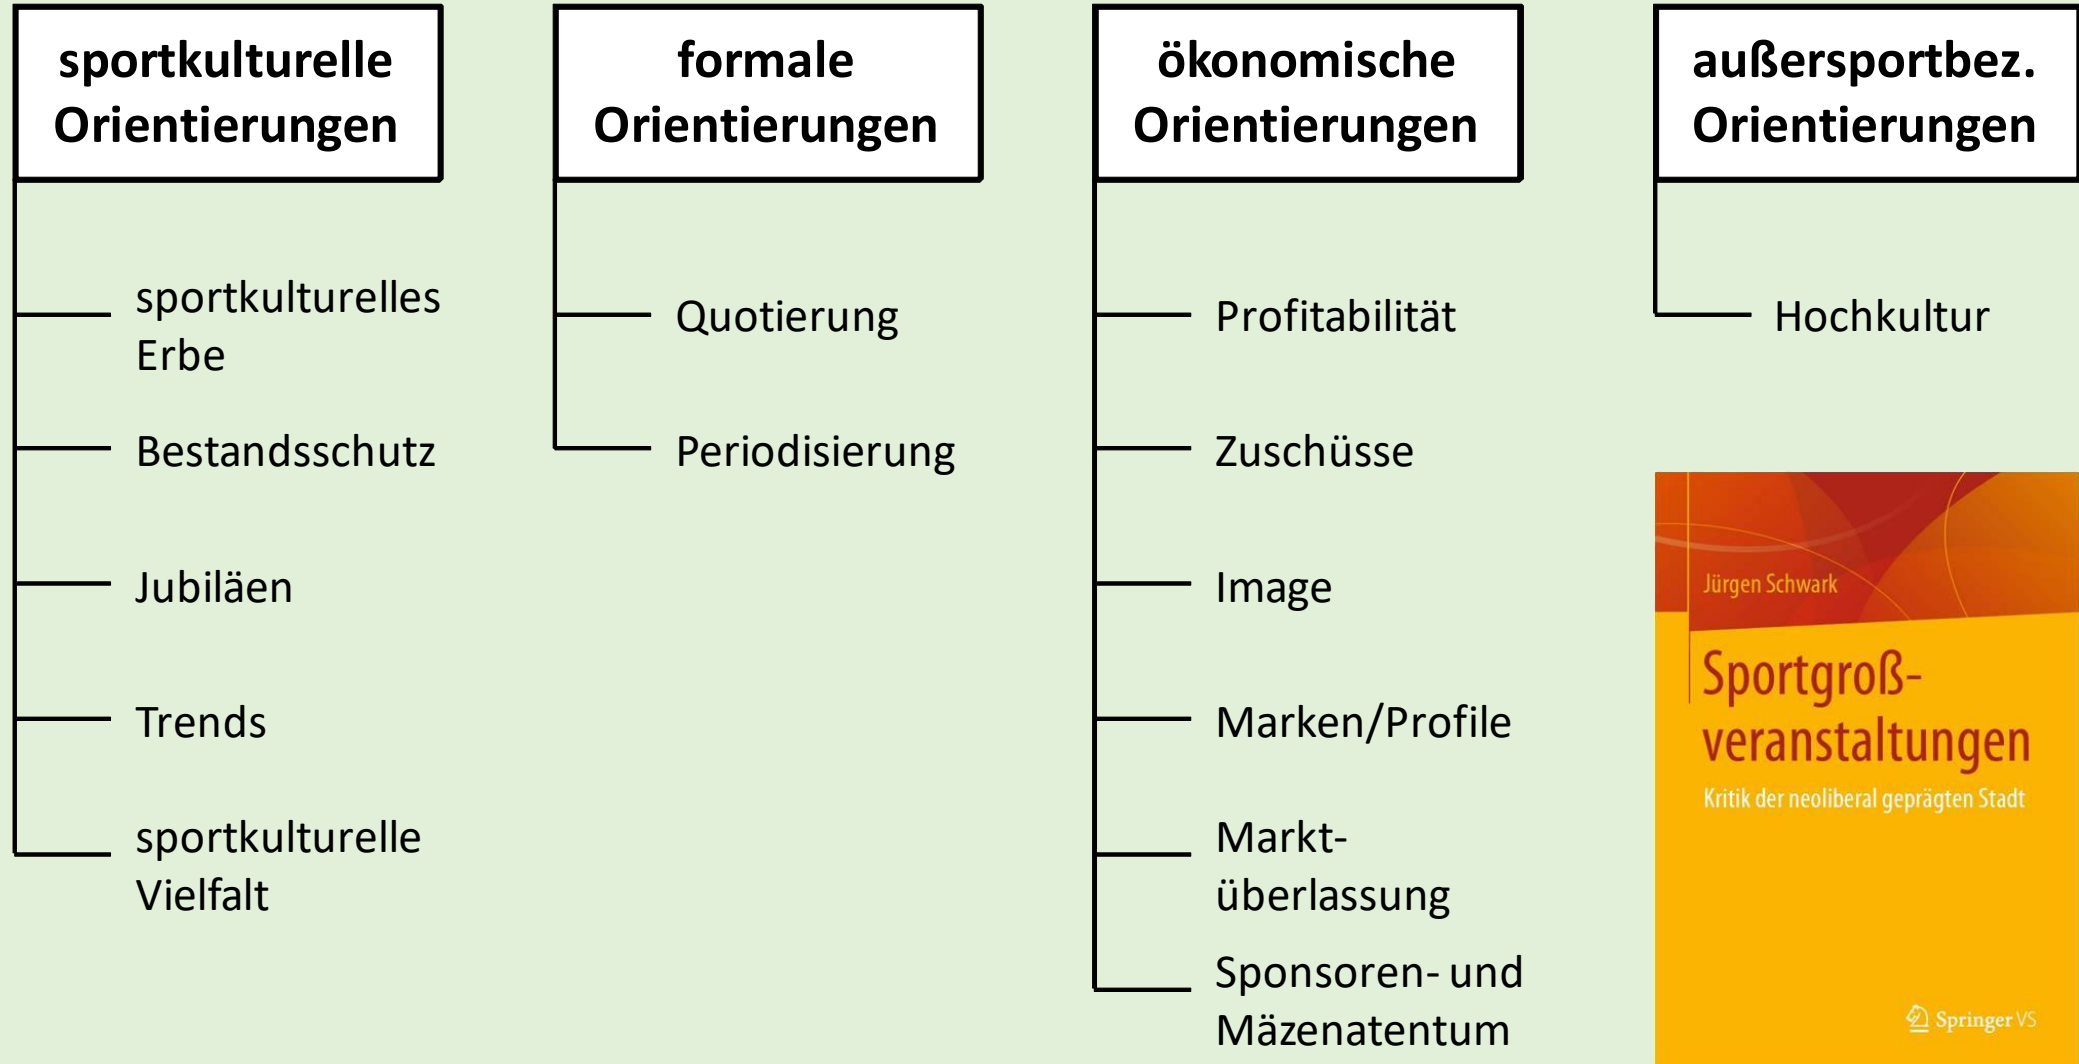 sportkulturelle
Orientierungen
sportkulturelles
Erbe
Bestandsschutz
Jubiläen
Trends
sportkulturelle
Vielfalt
formale
Orientierungen
Quotierung
Periodisierung
ökonomische
Orientierungen
Profitabilität
Zuschüsse
Image
Marken/Profile
Markt-
überlassung
Sponsoren- und
Mäzenatentum
außersportbez.
Orientierungen
Hochkultur
Jürgen Schwark
Sportgroß-
veranstaltungen
Kritik der neoliberal geprägten Stadt
Springer VS